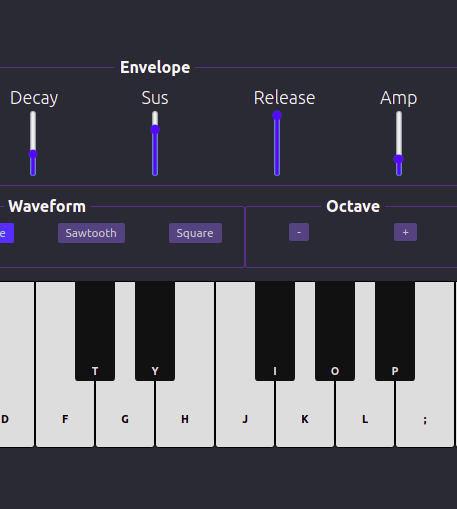 Envelope
Decay Sus Release Amp
Waveform Octave
e Sawtooth Square - +
T Y I O P
D F G H J K L ;